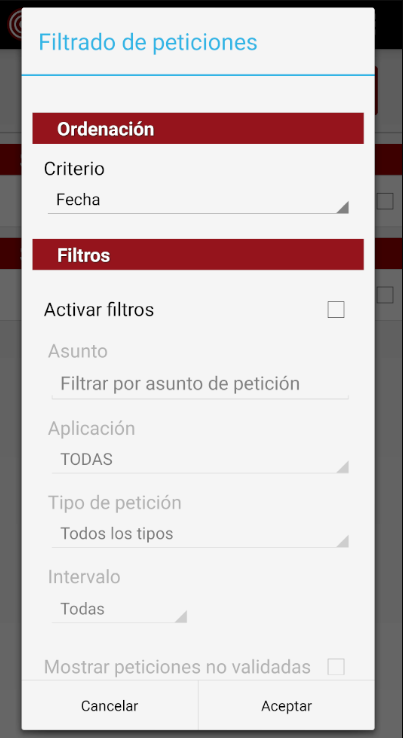 Filtrado de peticiones
Ordenación
Criterio
Fecha
Filtros
Activar filtros
Asunto
Filtrar por asunto de petición
Aplicación
TODAS
Tipo de petición
Todos los tipos
Intervalo
Todas
Mostrar peticiones no validadas
Cancelar
Aceptar